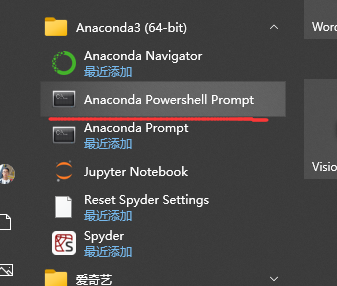 Anaconda3 (64-bit)
Word
Anaconda Navigator
最近添加
Anaconda Powershell Prompt
Anaconda Prompt
最近添加
Visio
Jupyter Notebook
Reset Spyder Settings
最近添加
Spyder
最近添加
爱奇艺